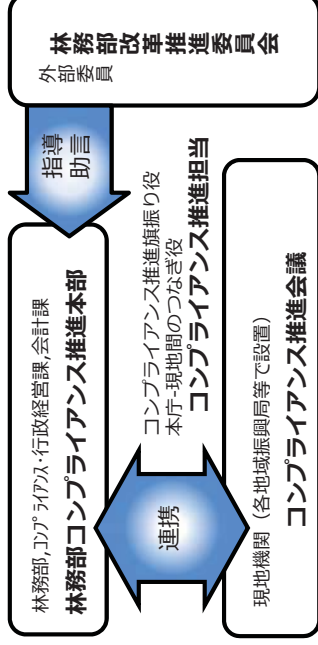 林務部,コンプライアンス・行政経営課,会計課
林務部コンプライアンス推進本部
指導
助言
外部委員
林務部改革推進委員会
連携
コンプライアンス推進旗振り役
本庁-現地間のつなぎ役
コンプライアンス推進担当
現地機関（各地域振興局等で設置）
コンプライアンス推進会議